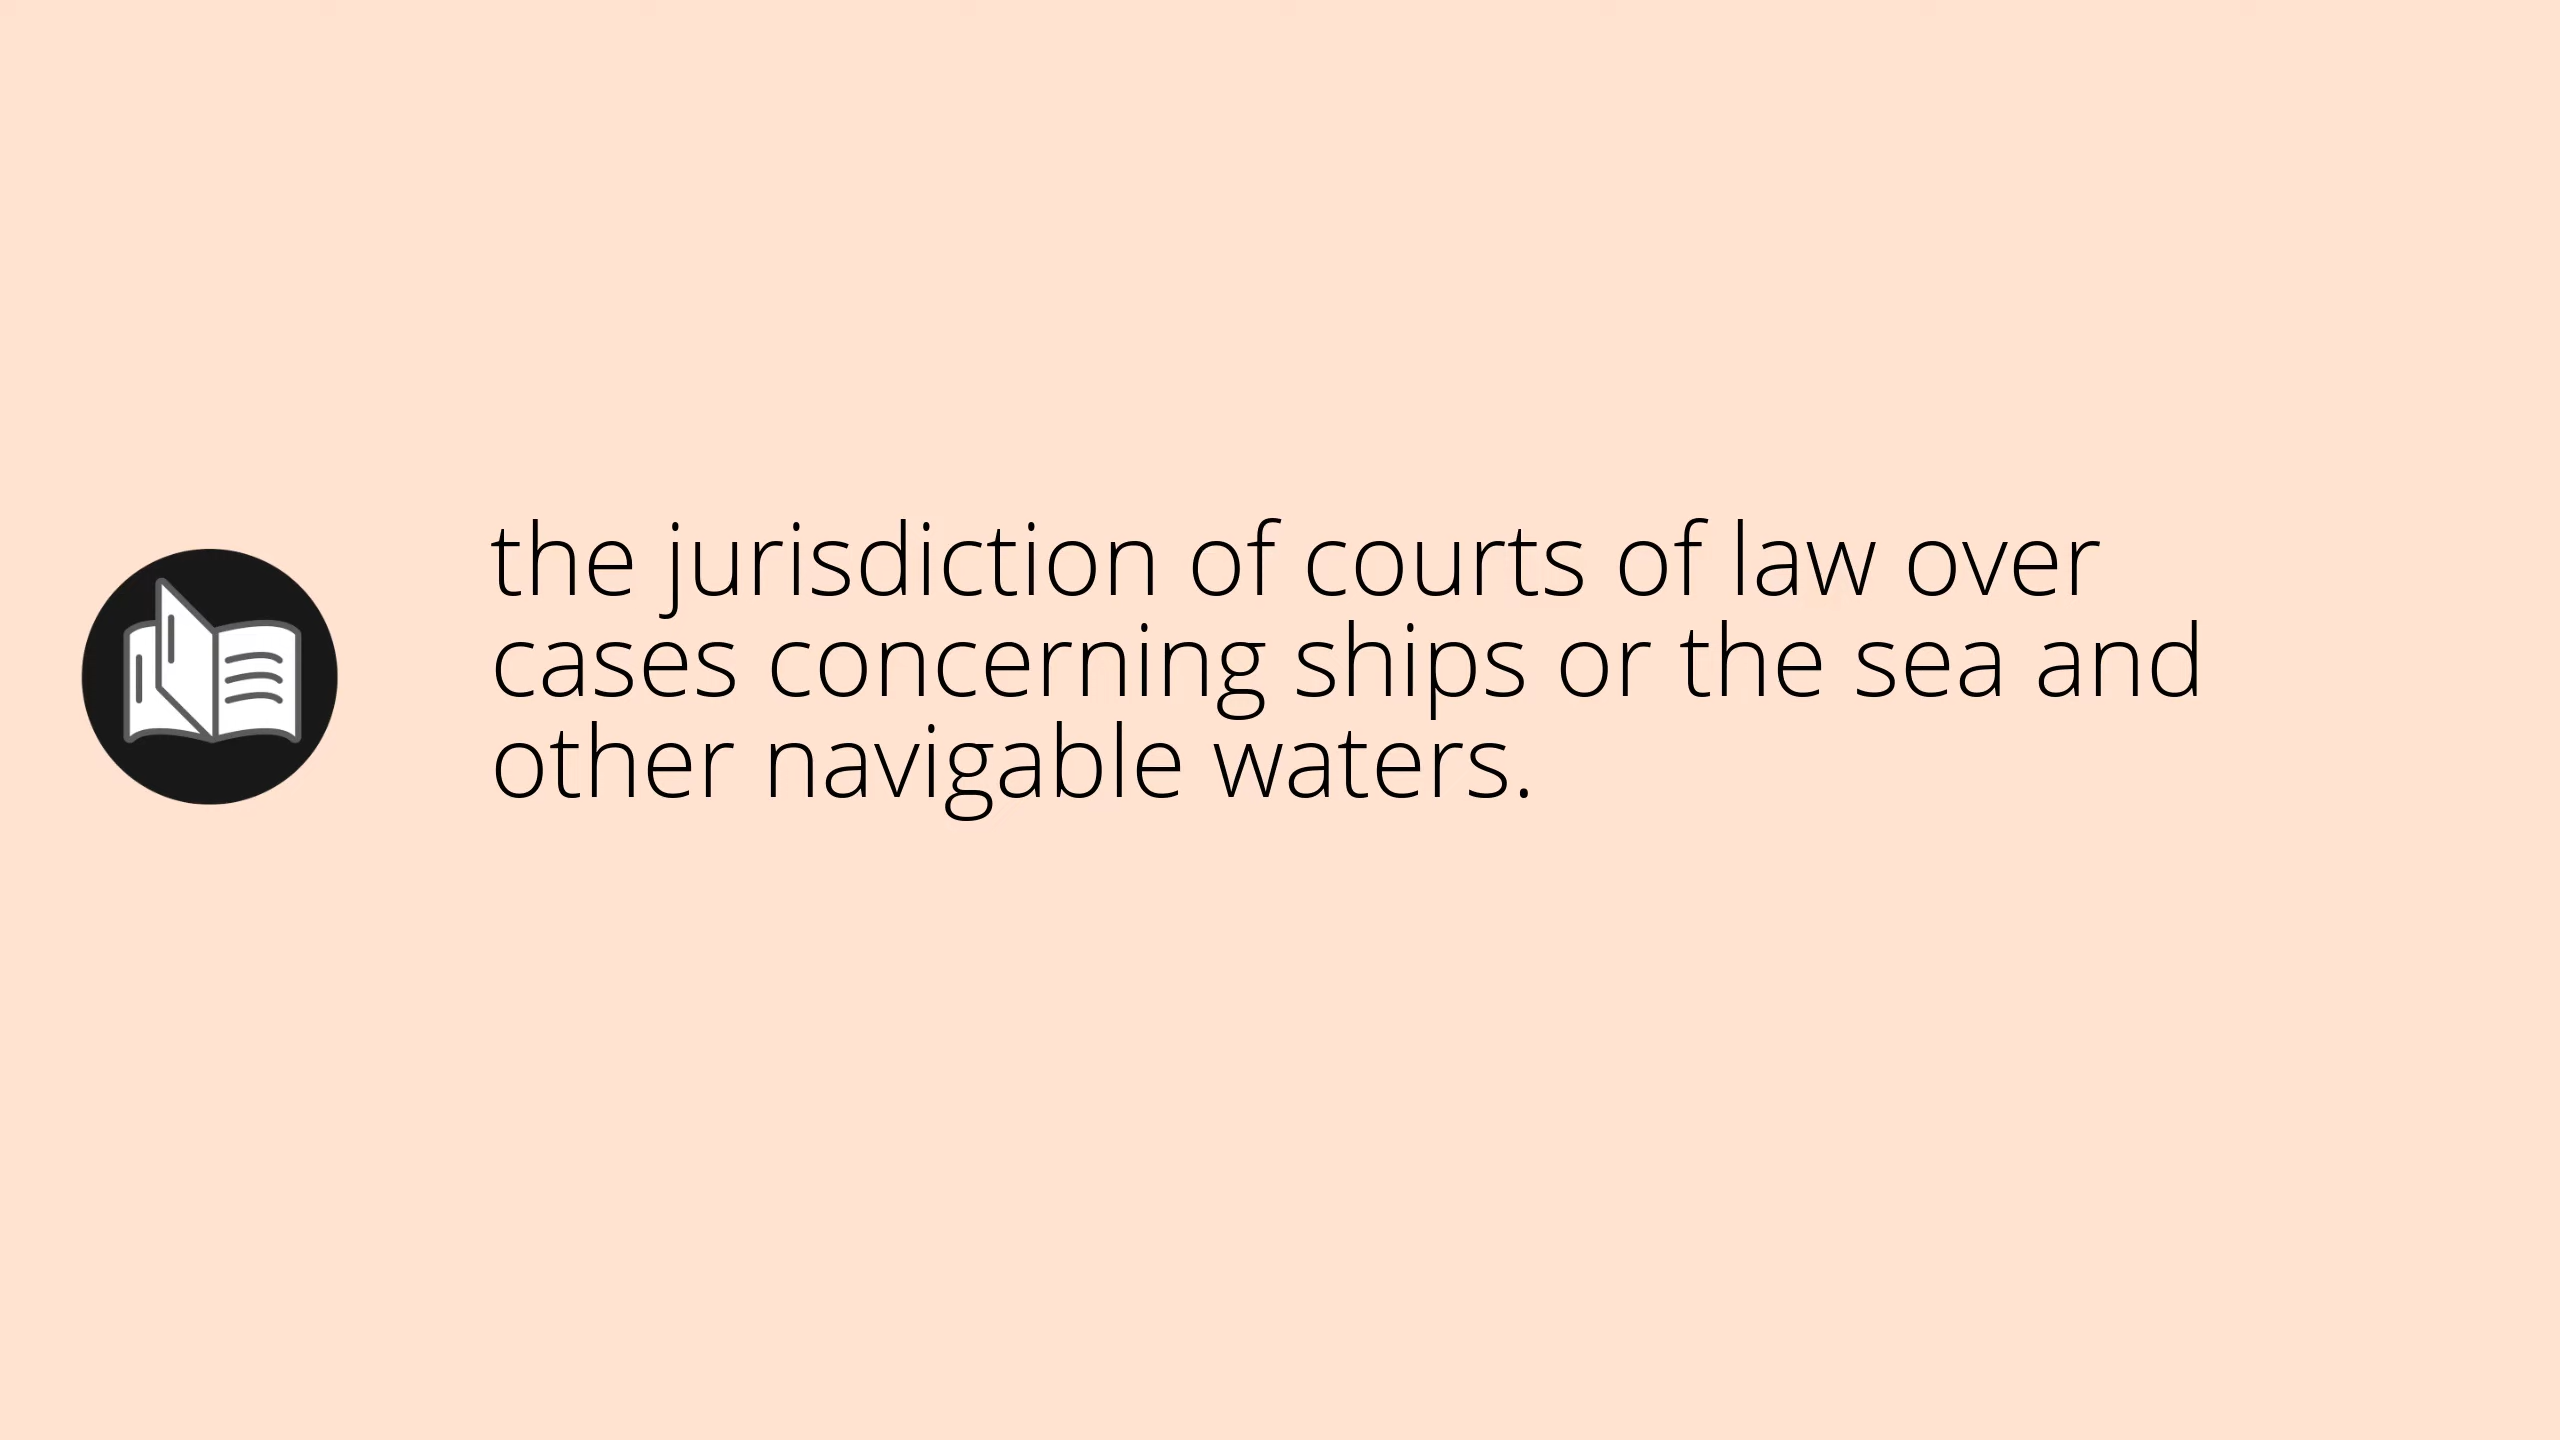 the jurisdiction of courts of law over
cases concerning ships or the sea and
other navigable waters.